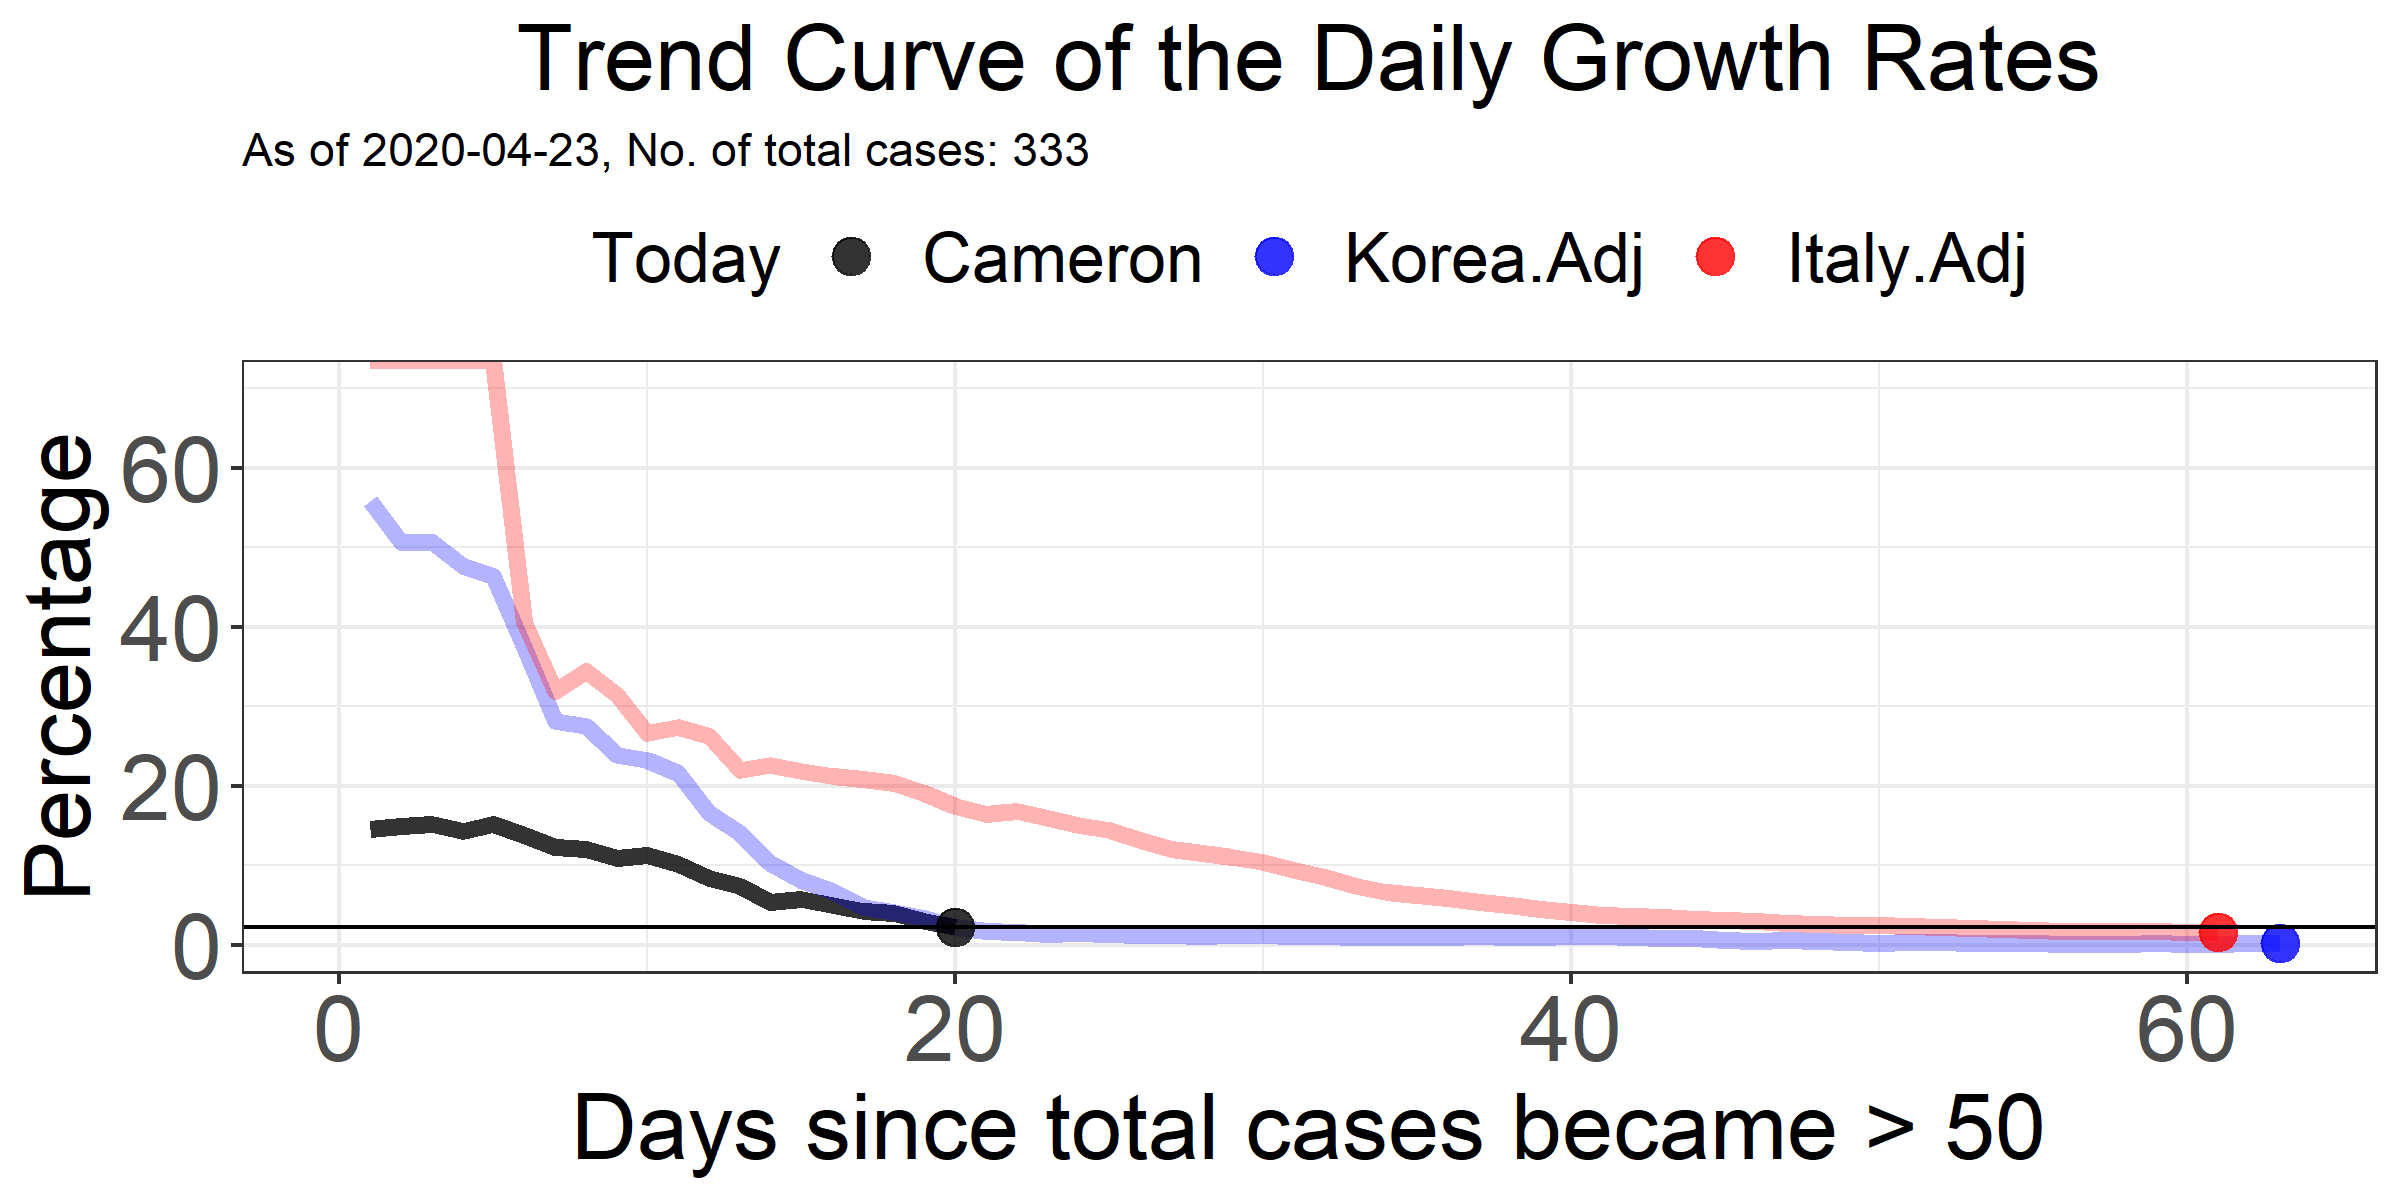 Trend Curve of the Daily Growth Rates
As of 2020-04-23, No. of total cases: 333
Today Cameron Korea.Adj Italy.Adj
Percentage
60
40
20
0
0 20 40 60
Days since total cases became > 50